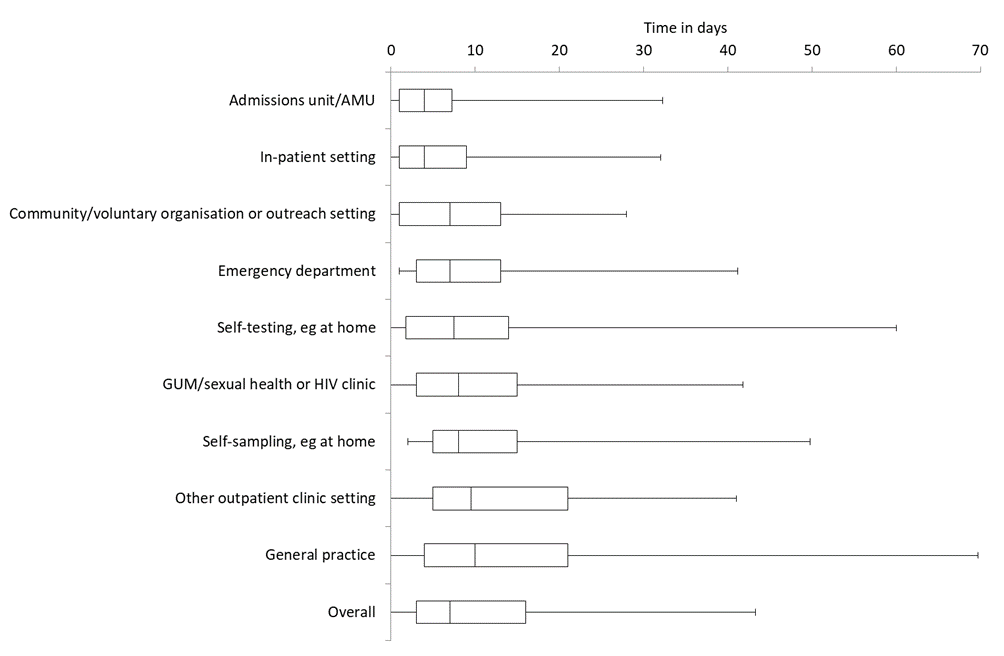 Time in days
0 10 20 30 40 50 60 70
Admissions unit/AMU
In-patient setting
Community/voluntary organisation or outreach setting
Emergency department
Self-testing, eg at home
GUM/sexual health or HIV clinic
Self-sampling, eg at home
Other outpatient clinic setting
General practice
Overall